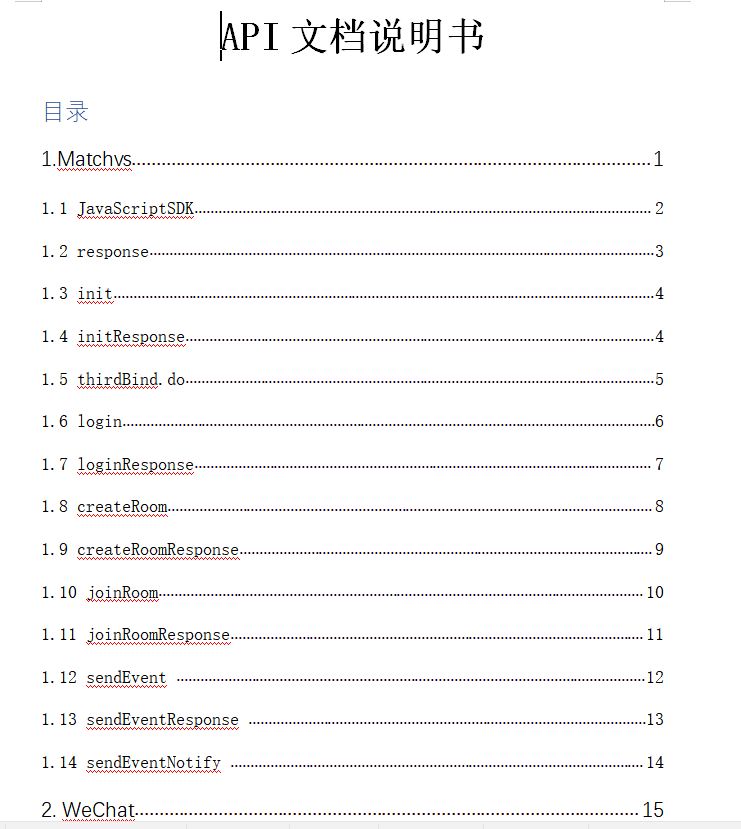 API 文档说明书
目录
1.Matchvs 1
1.1 JavaScriptSDK 2
1.2 response 3
1.3 init 4
1.4 initResponse 4
1.5 thirdBind.do 5
1.6 login 6
1.7 loginResponse 7
1.8 createRoom 8
1.9 createRoomResponse 9
1.10 joinRoom 10
1.11 joinRoomResponse 11
1.12 sendEvent 12
1.13 sendEventResponse 13
1.14 sendEventNotify 14
2. WeChat 15